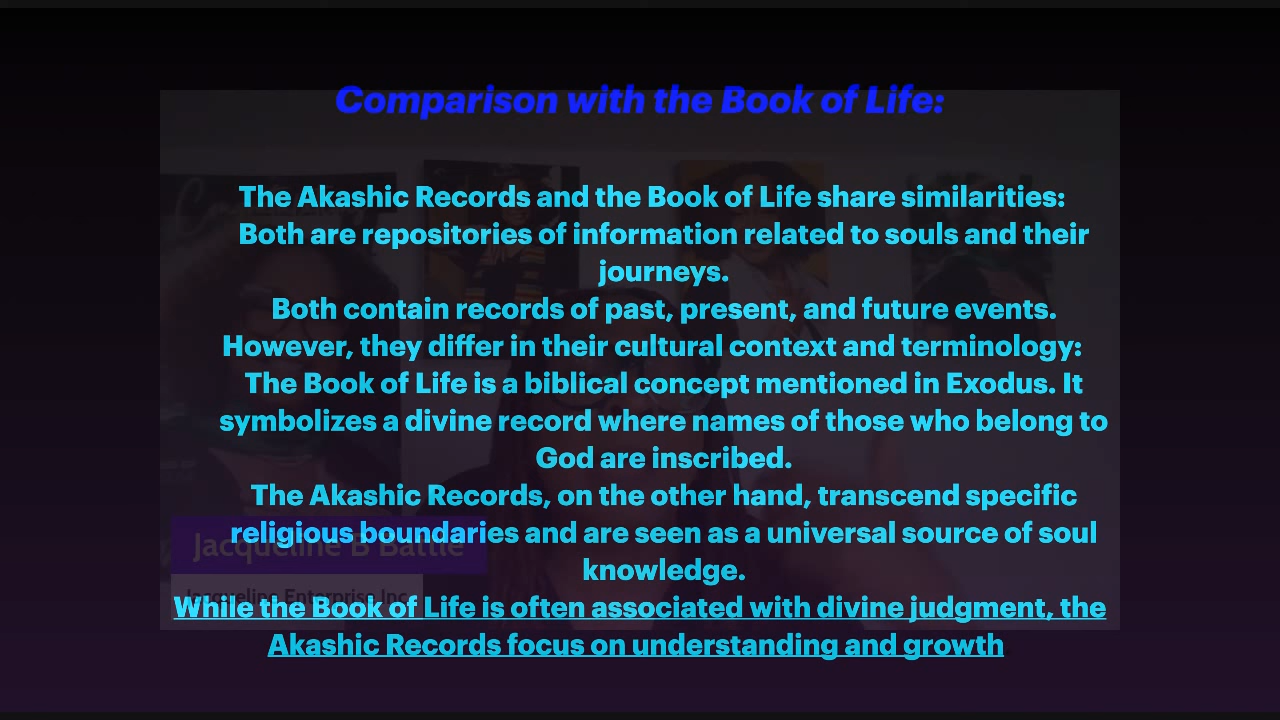 Comparison with the Book of Life:
The Akashic Records and the Book of Life share similarities:
Both are repositories of information related to souls and their
journeys.
Both contain records of past, present, and future events.
However, they differ in their cultural context and terminology:
The Book of Life is a biblical concept mentioned in Exodus. It
symbolizes a divine record where names of those who belong to
God are inscribed.
The Akashic Records, on the other hand, transcend specific
religious boundaries and are seen as a universal source of soul
knowledge.
While the Book of Life is often associated with divine judgment, the
Akashic Records focus on understanding and growth
Jacqueline B Battle
Jacqueline Enterprise Inc